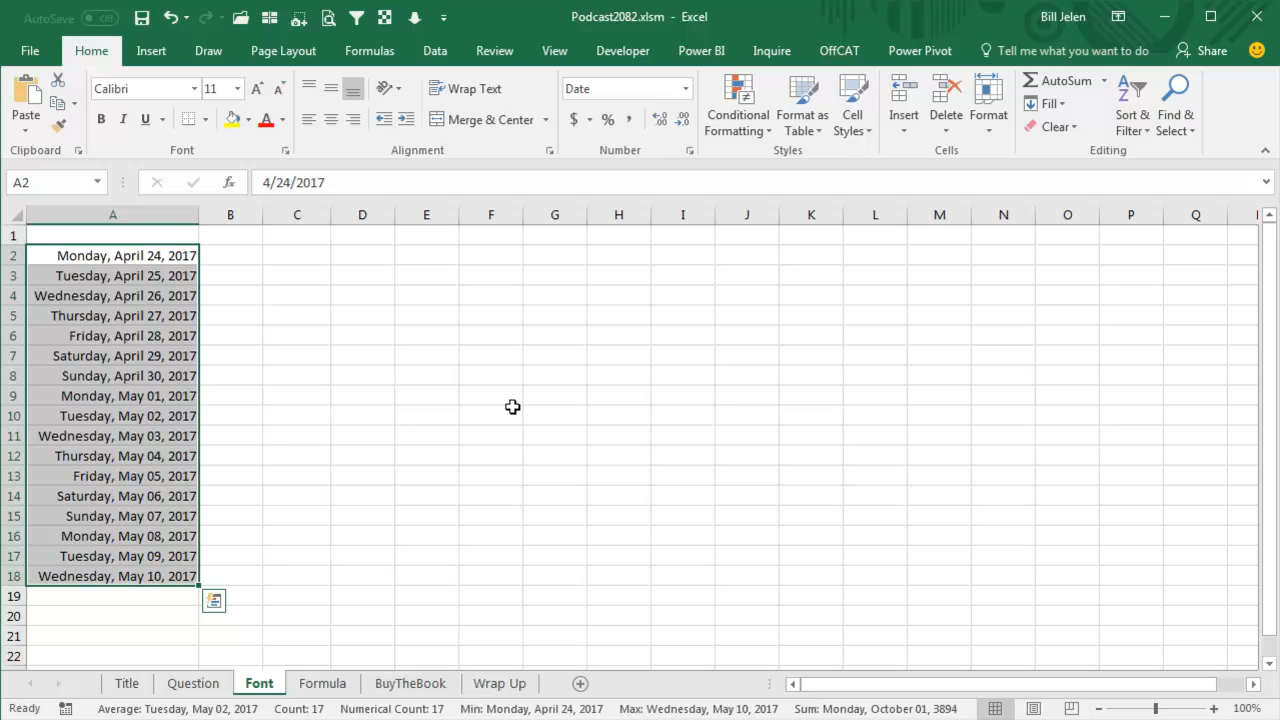 AutoSave Off Podcast2082.xlsm - Excel Bill Jelen
File Home Insert Draw Page Layout Formulas Data Review View Developer Power BI Inquire OffCAT Power Pivot Tell me what you want to do Share
Paste Calibri 11 A A Wrap Text Date Conditional Formatting Format as Table Cell Styles Insert Delete Format AutoSum Fill Clear Sort & Filter Find & Select
B I U A Merge & Center $ % ,
Clipboard Font Alignment Number Styles Cells Editing
A2 fx 4/24/2017
A B C D E F G H I J K L M N O P Q
1
2 Monday, April 24, 2017
3 Tuesday, April 25, 2017
4 Wednesday, April 26, 2017
5 Thursday, April 27, 2017
6 Friday, April 28, 2017
7 Saturday, April 29, 2017
8 Sunday, April 30, 2017
9 Monday, May 01, 2017
10 Tuesday, May 02, 2017
11 Wednesday, May 03, 2017
12 Thursday, May 04, 2017
13 Friday, May 05, 2017
14 Saturday, May 06, 2017
15 Sunday, May 07, 2017
16 Monday, May 08, 2017
17 Tuesday, May 09, 2017
18 Wednesday, May 10, 2017
19
20
21
22
Title Question Font Formula BuyTheBook Wrap Up
Ready Average: Tuesday, May 02, 2017 Count: 17 Numerical Count: 17 Min: Monday, April 24, 2017 Max: Wednesday, May 10, 2017 Sum: Monday, October 01, 3894 100%